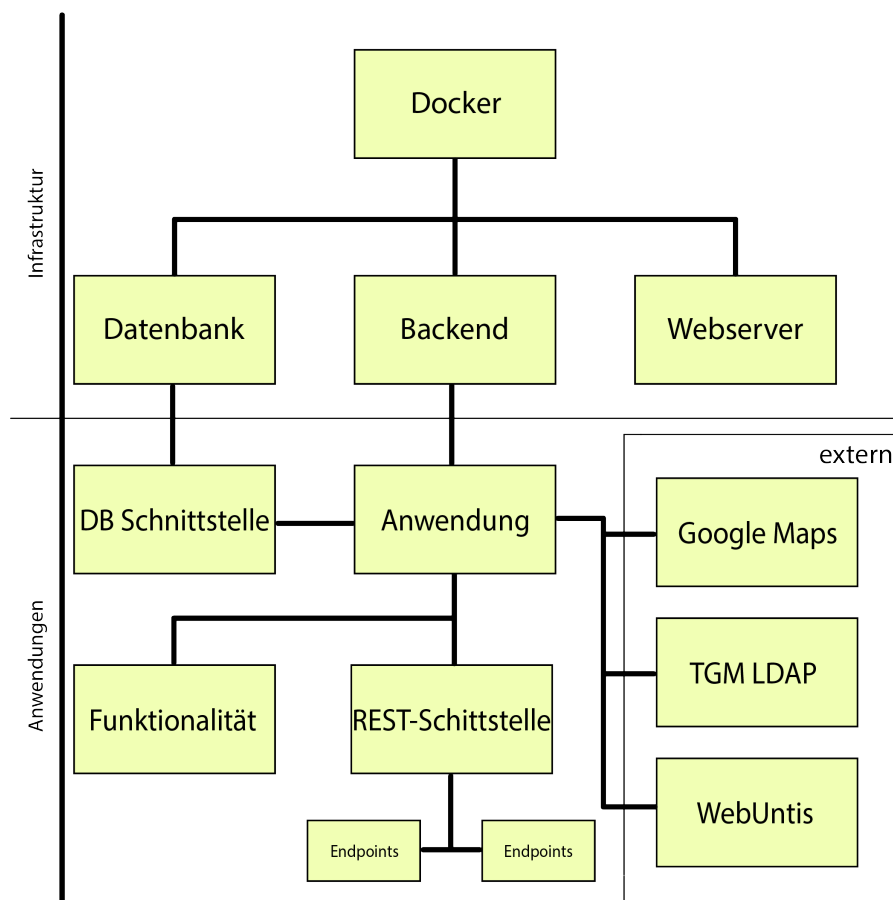 Docker
Infrastruktur
Datenbank
Backend
Webserver
extern
DB Schnittstelle
Anwendung
Google Maps
Anwendungen
TGM LDAP
Funktionalität
REST-Schittstelle
WebUntis
Endpoints
Endpoints